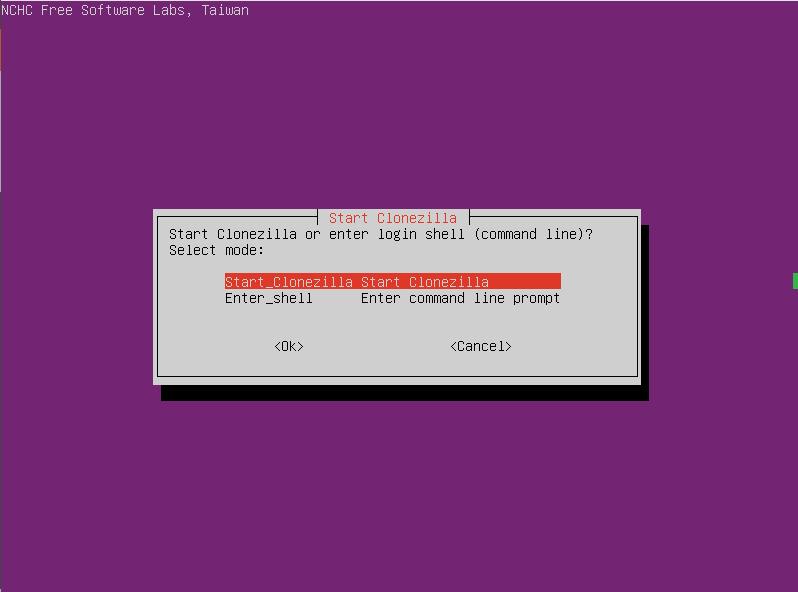 NCHC Free Software Labs, Taiwan
Start Clonezilla
Start Clonezilla or enter login shell (command line)?
Select mode:
Start_Clonezilla Start Clonezilla
Enter_shell Enter command line prompt
<Ok> <Cancel>